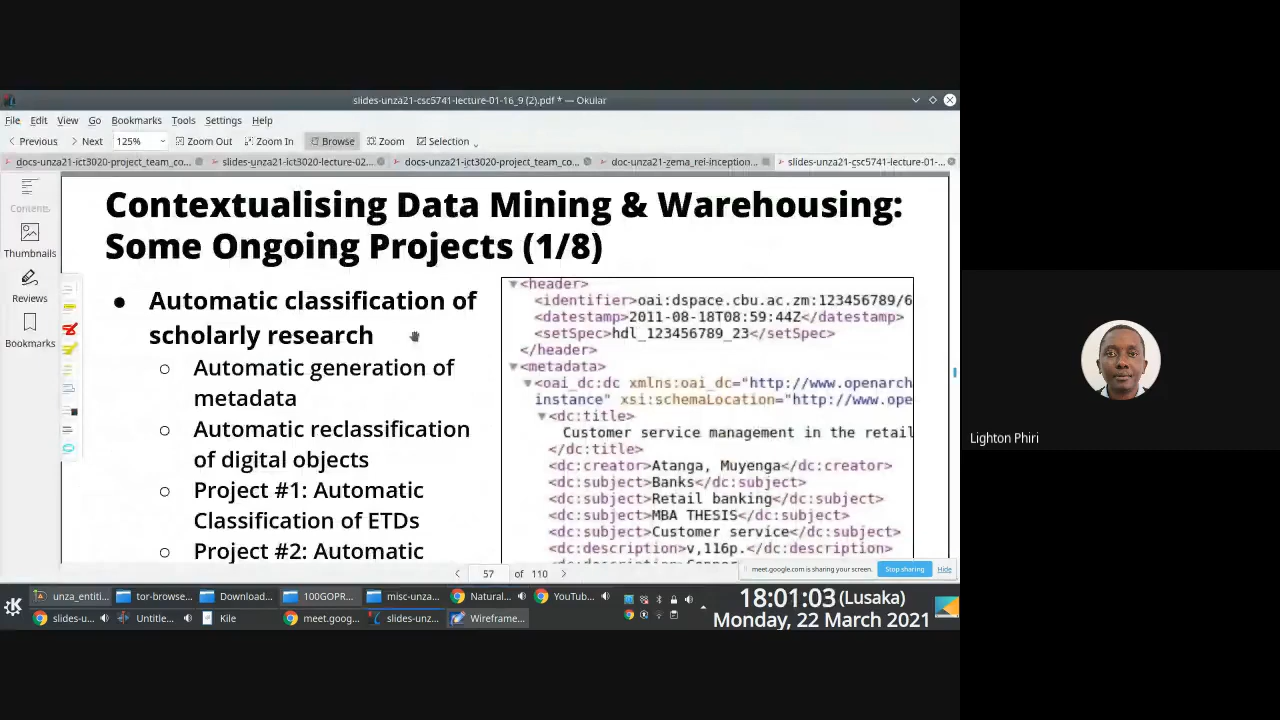 slides-unza21-csc5741-lecture-01-16_9 (2).pdf * — Okular
File Edit View Go Bookmarks Tools Settings Help
Previous Next 125% Zoom Out Zoom In Browse Zoom Selection
docs-unza21-ict3020-project_team_co... slides-unza21-ict3020-lecture-02... docs-unza21-ict3020-project_team_co... doc-unza21-zema_rei-inception... slides-unza21-csc5741-lecture-01-...
Contents
Thumbnails
Reviews
Bookmarks
Contextualising Data Mining & Warehousing:
Some Ongoing Projects (1/8)
● Automatic classification of
scholarly research
○ Automatic generation of
metadata
○ Automatic reclassification
of digital objects
○ Project #1: Automatic
Classification of ETDs
○ Project #2: Automatic
▼<header>
<identifier>oai:dspace.cbu.ac.zm:123456789/6
<datestamp>2011-08-18T08:59:44Z</datestamp>
<setSpec>hdl_123456789_23</setSpec>
</header>
▼<metadata>
▼<oai_dc:dc xmlns:oai_dc="http://www.openarch
instance" xsi:schemaLocation="http://www.ope
▼<dc:title>
Customer service management in the retail
</dc:title>
<dc:creator>Atanga, Muyenga</dc:creator>
<dc:subject>Banks</dc:subject>
<dc:subject>Retail banking</dc:subject>
<dc:subject>MBA THESIS</dc:subject>
<dc:subject>Customer service</dc:subject>
<dc:description>v,116p.</dc:description>
57 of 110
meet.google.com is sharing your screen. Stop sharing Hide
unza_entiti... tor-browse... Download... 100GOPR... misc-unza... Natural... YouTub...
slides-u... Untitle... Kile meet.goog... slides-unz... Wireframe...
18:01:03 (Lusaka)
Monday, 22 March 2021
Lighton Phiri